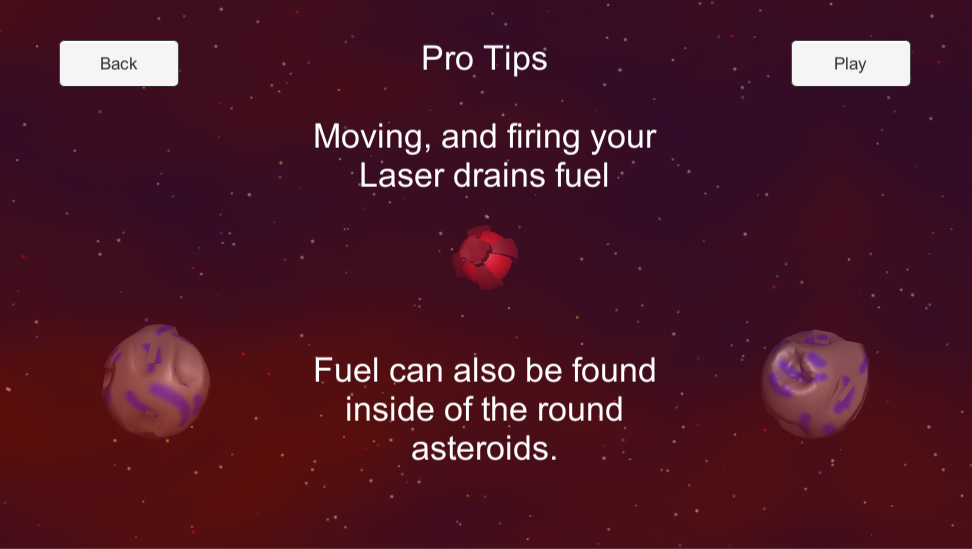 Back
Pro Tips
Play
Moving, and firing your
Laser drains fuel
Fuel can also be found
inside of the round
asteroids.